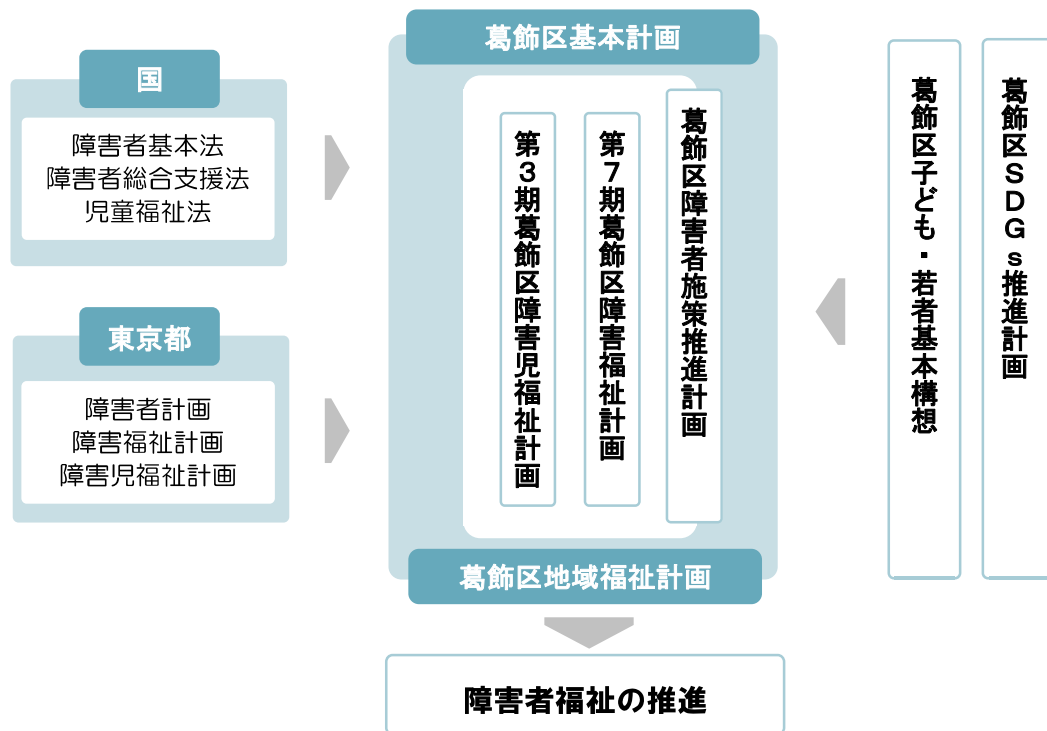 国
障害者基本法
障害者総合支援法
児童福祉法
東京都
障害者計画
障害福祉計画
障害児福祉計画
葛飾区基本計画
葛飾区障害者施策推進計画
第７期葛飾区障害福祉計画
第３期葛飾区障害児福祉計画
葛飾区地域福祉計画
葛飾区ＳＤＧｓ推進計画
葛飾区子ども・若者基本構想
障害者福祉の推進